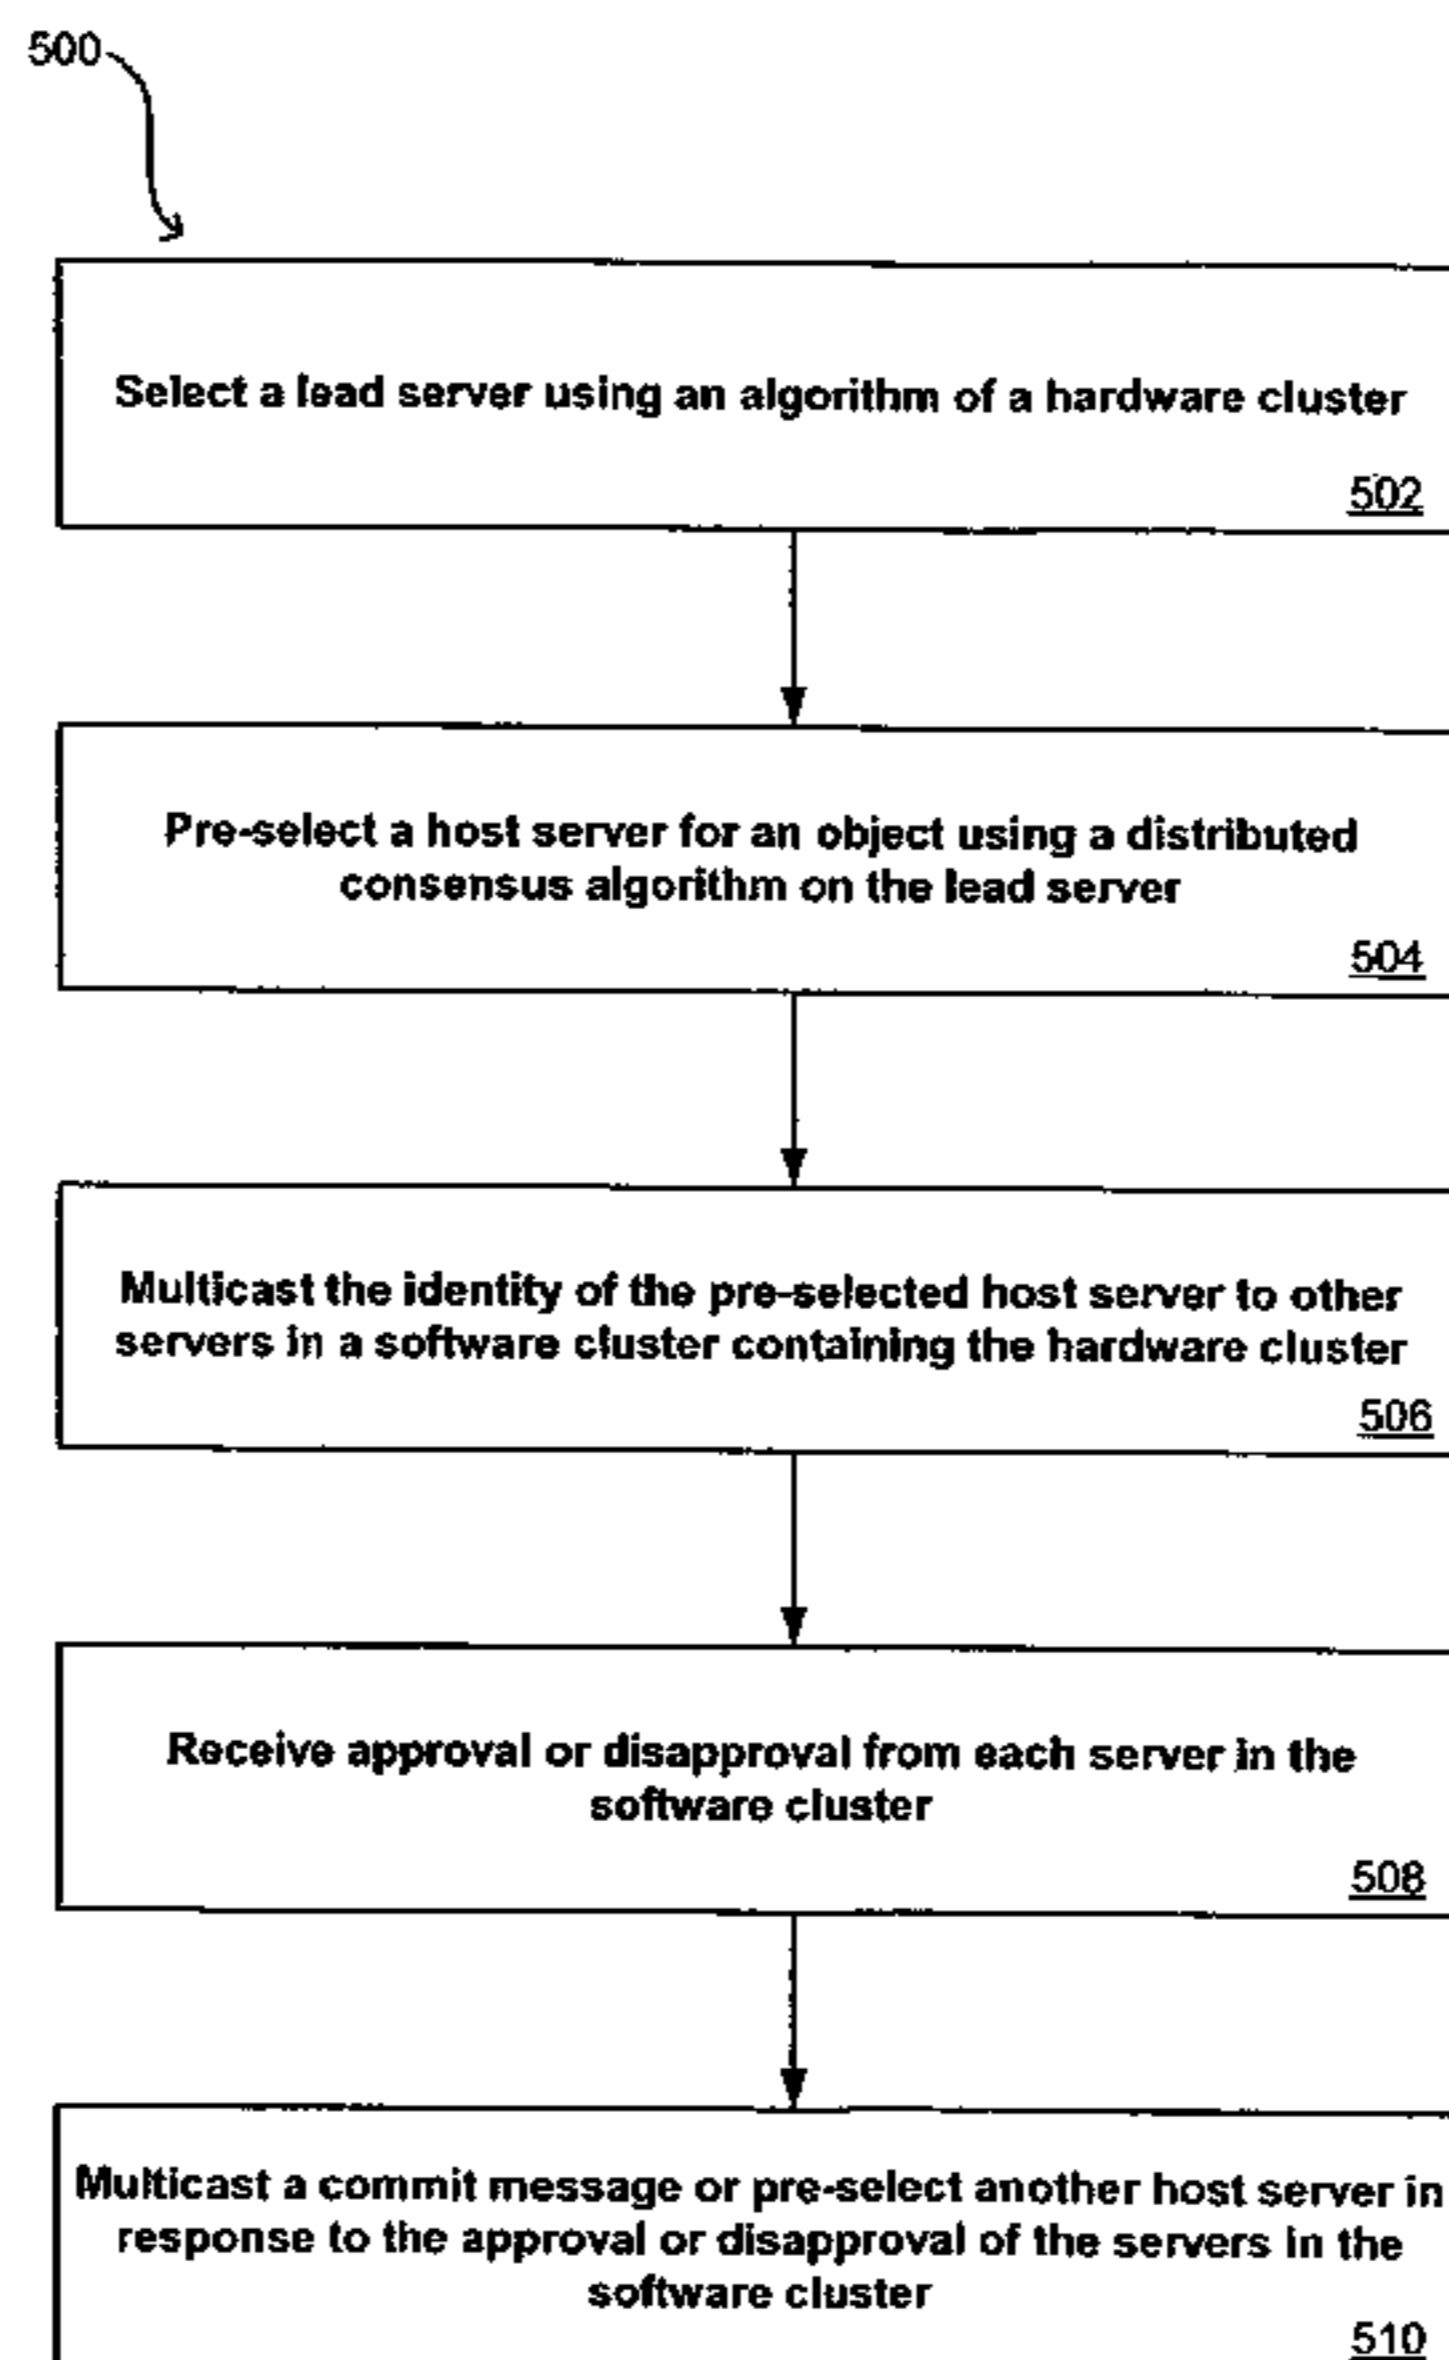 500
Select a lead server using an algorithm of a hardware cluster
502
Pre-select a host server for an object using a distributed
consensus algorithm on the lead server
504
Multicast the identity of the pre-selected host server to other
servers in a software cluster containing the hardware cluster
506
Receive approval or disapproval from each server in the
software cluster
508
Multicast a commit message or pre-select another host server in
response to the approval or disapproval of the servers in the
software cluster
510